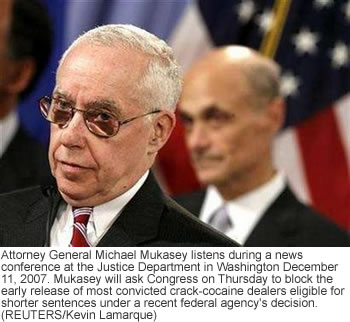 Attorney General Michael Mukasey listens during a news
conference at the Justice Department in Washington December
11, 2007. Mukasey will ask Congress on Thursday to block the
early release of most convicted crack-cocaine dealers eligible for
shorter sentences under a recent federal agency's decision.
(REUTERS/Kevin Lamarque)